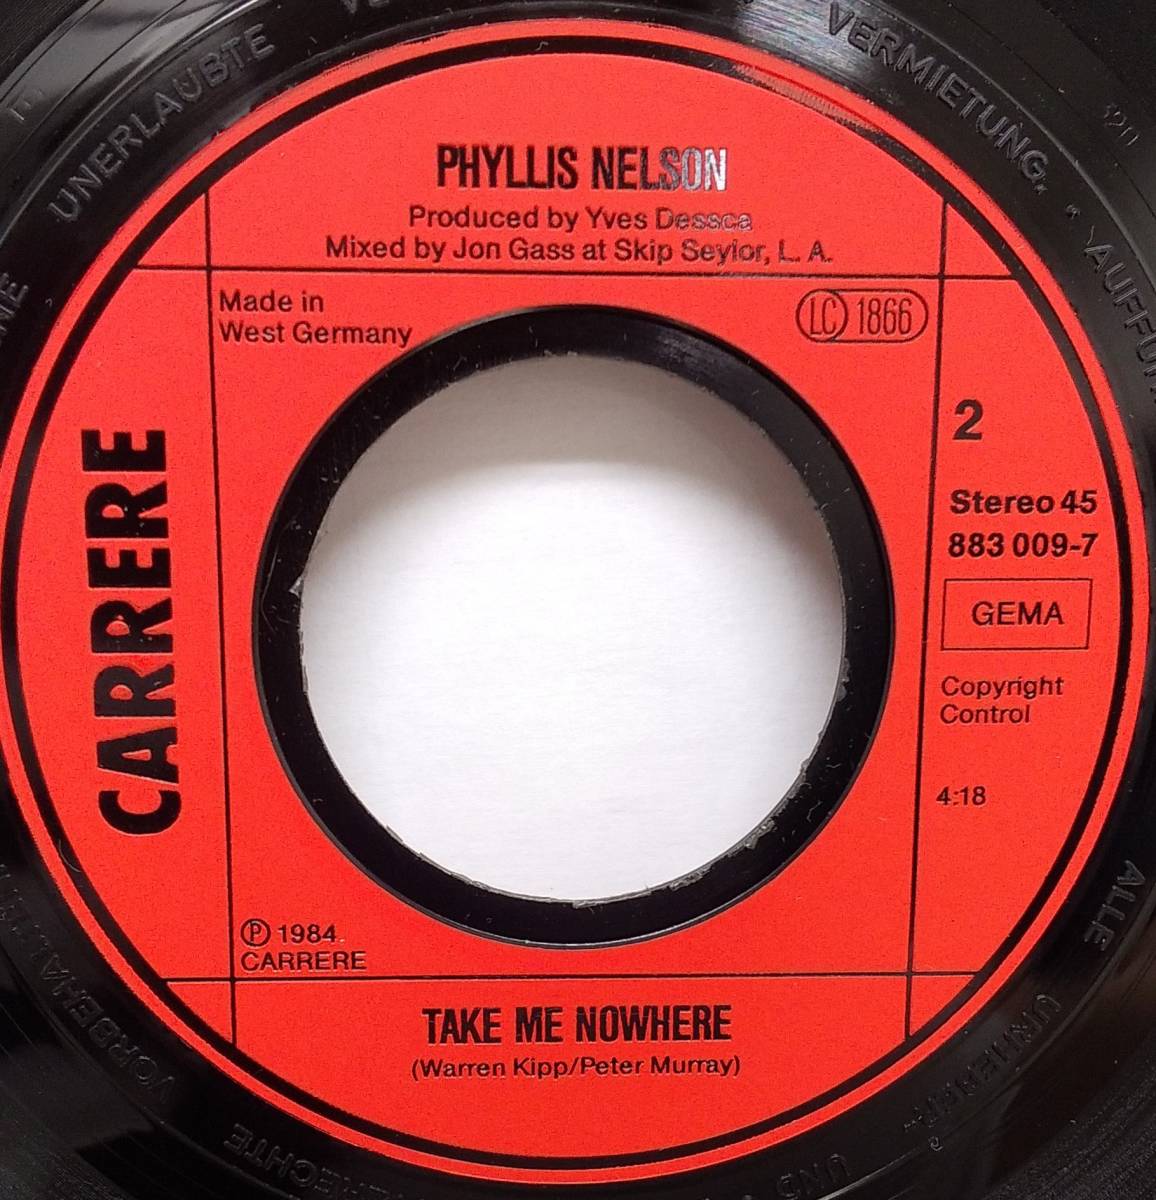 PHYLLIS NELSON
Produced by Yves Dessca
Mixed by Jon Gass at Skip Seylor, L. A.
Made in
West Germany
LC 1866
CARRERE
2
Stereo 45
883 009-7
GEMA
Copyright
Control
4:18
Ⓟ 1984
CARRERE
TAKE ME NOWHERE
(Warren Kipp/Peter Murray)
UNERLAUBTE
VERMIETUNG,
ALLE
UND